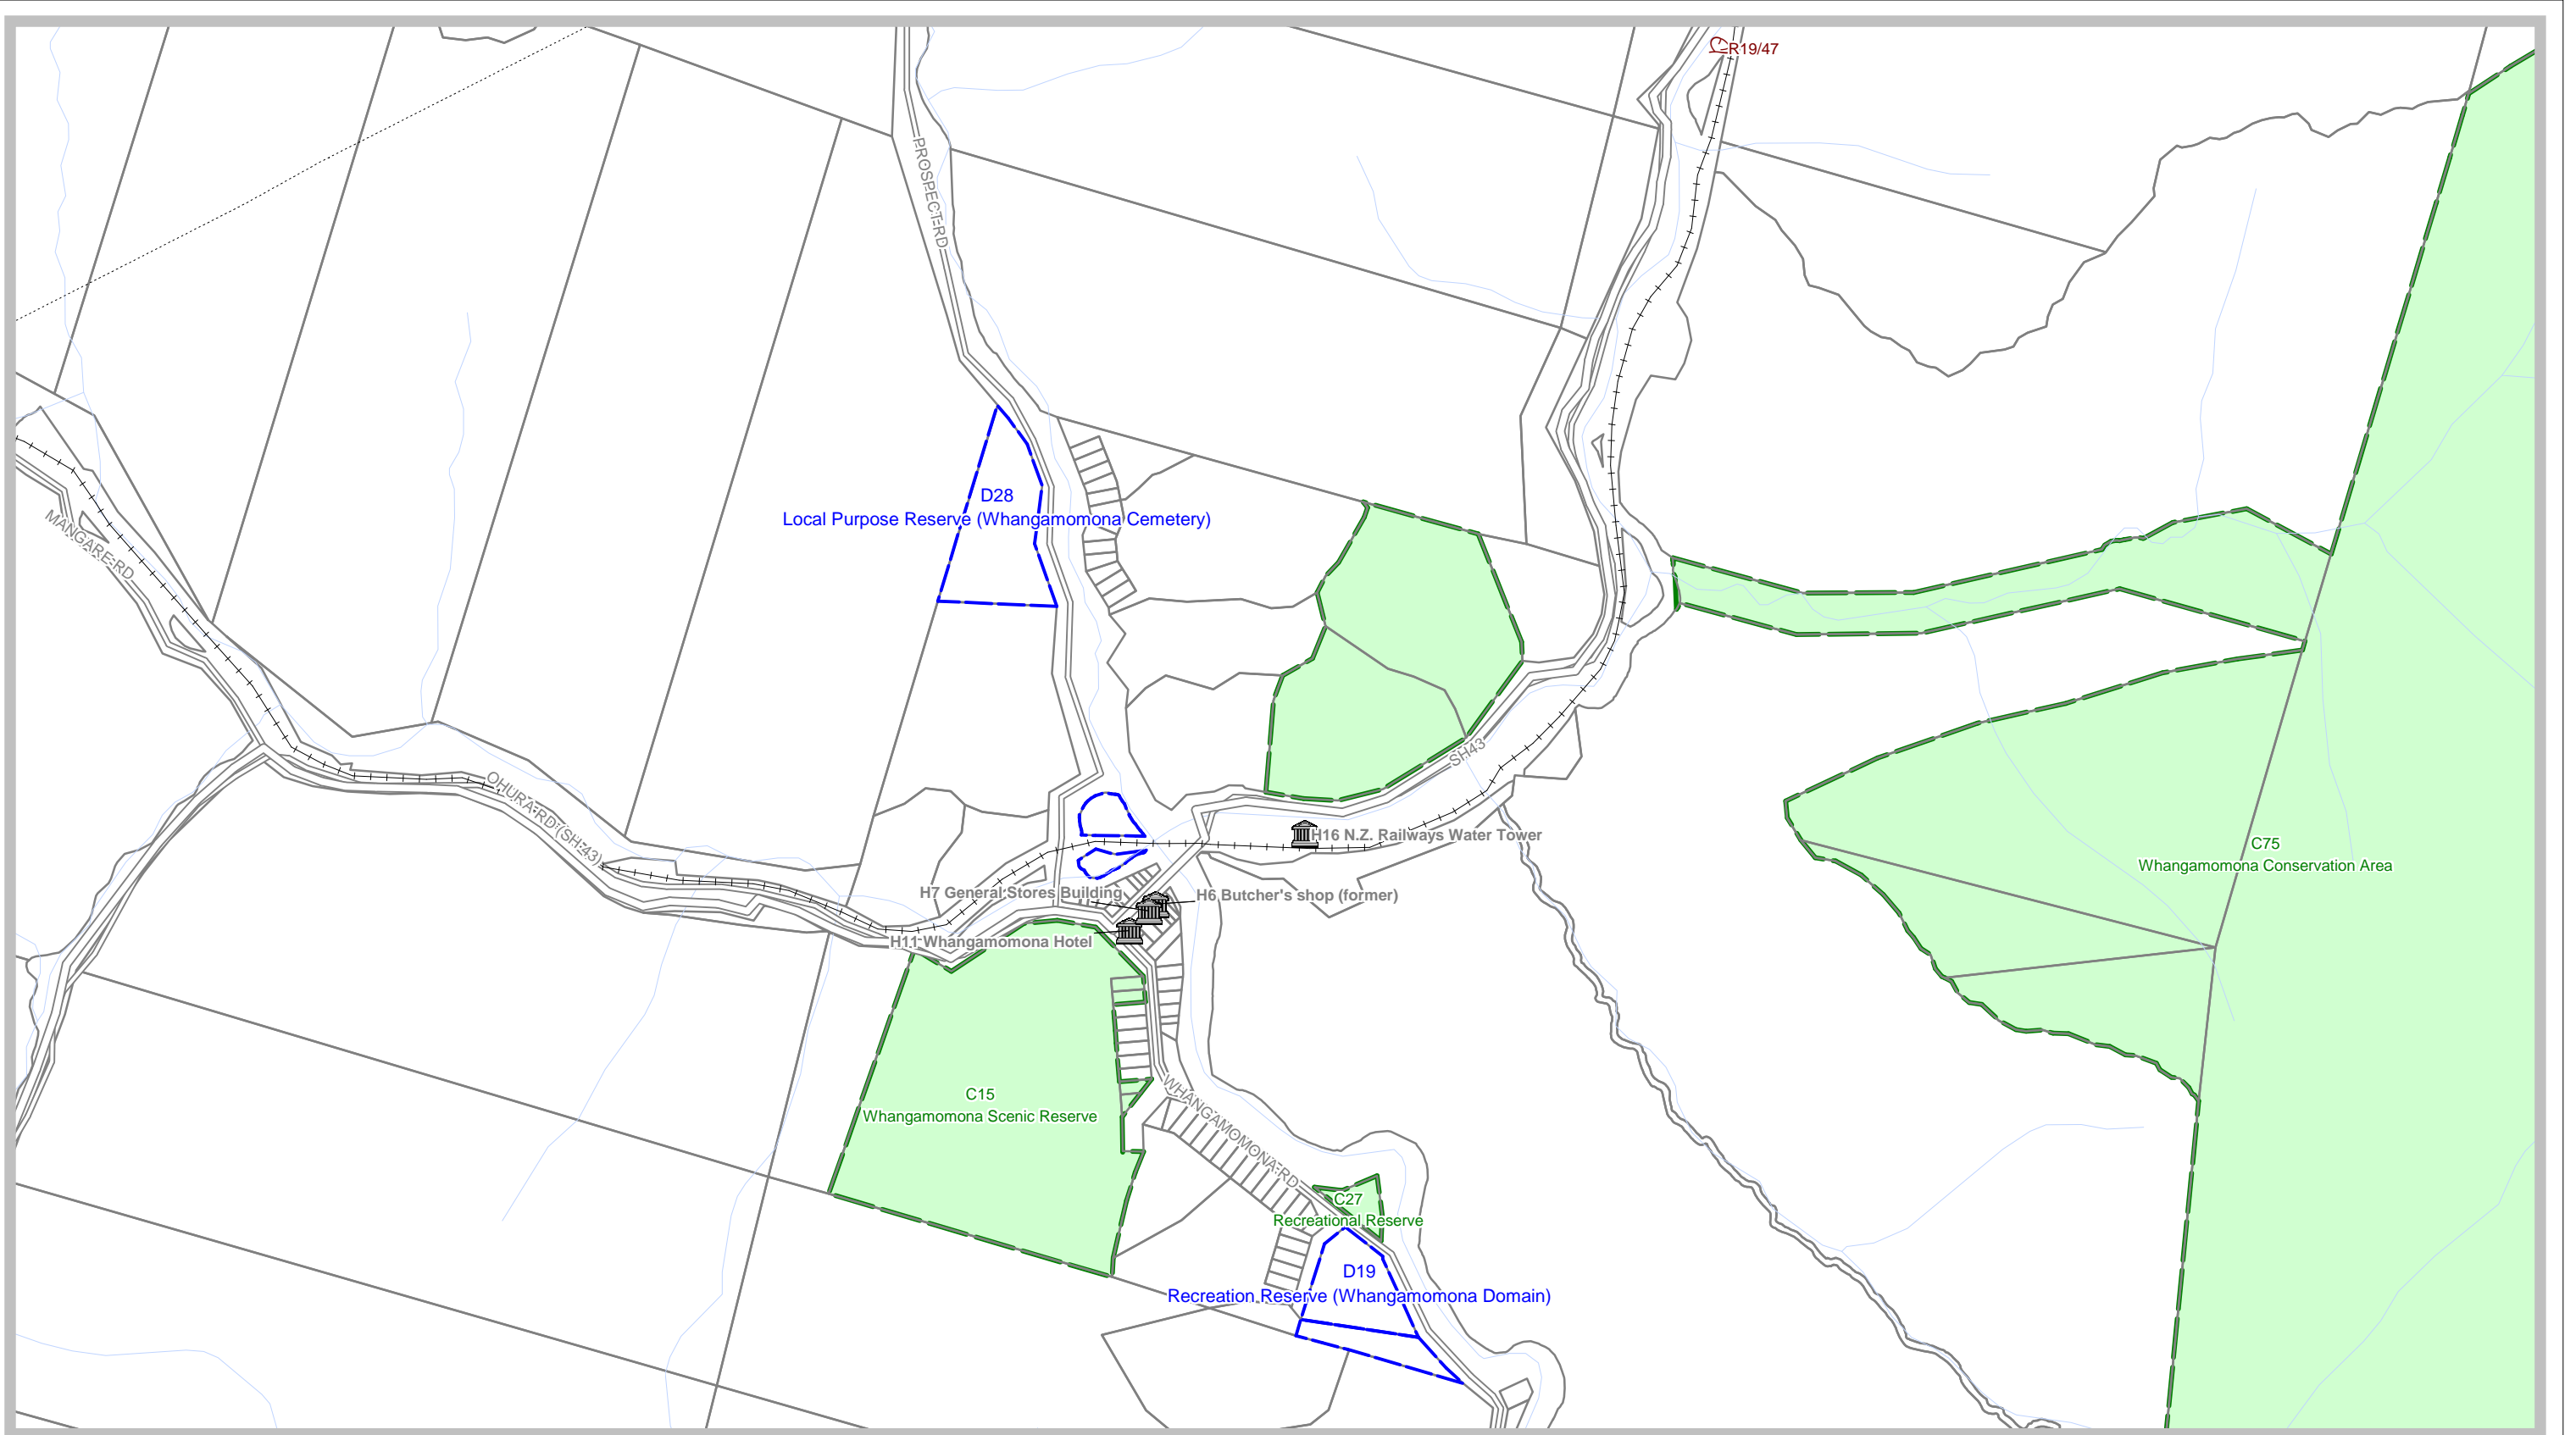 R19/47
PROSPECT RD
D28
Local Purpose Reserve (Whangamomona Cemetery)
MANGARE RD
SH43
OHURA RD (SH 43)
H16 N.Z. Railways Water Tower
C75
Whangamomona Conservation Area
H7 General Stores Building
H6 Butcher's shop (former)
H11 Whangamomona Hotel
C15
Whangamomona Scenic Reserve
WHANGAMOMONA RD
C27
Recreational Reserve
D19
Recreation Reserve (Whangamomona Domain)